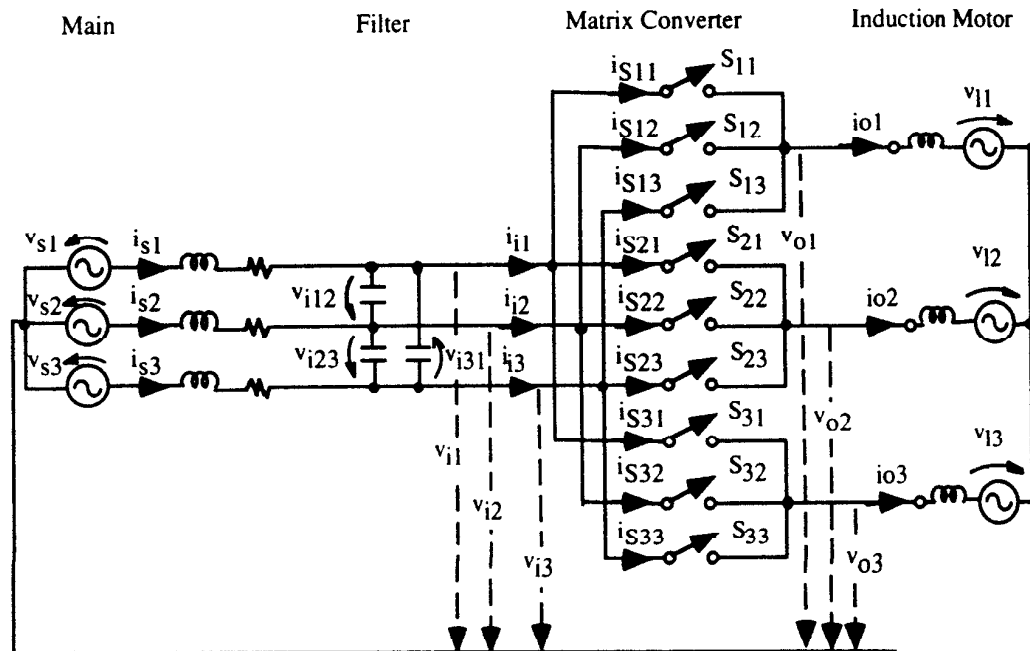 Main Filter Matrix Converter Induction Motor
iS11 S11
vl1
iS12 S12 io1
iS13 S13
vs1 is1 ii1 iS21 S21 vo1 vl2
vs2 is2 vi12 ii2 iS22 S22 io2
vs3 is3 vi23 vi31 ii3 iS23 S23
iS31 S31 vo2
vi1 vl3
iS32 S32 io3
vi2
iS33 S33
vi3 vo3